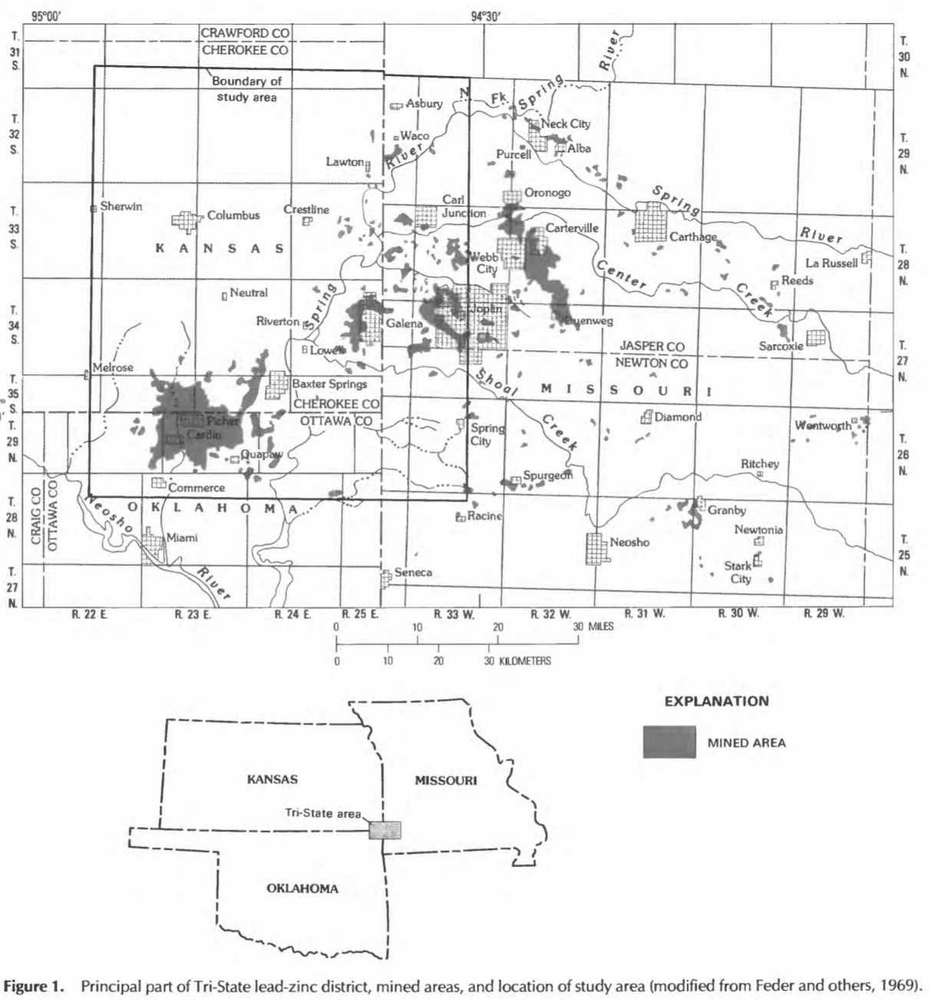 95°00′
94°30′
CRAWFORD CO
CHEROKEE CO
T.
31
S.
T.
30
N.
Boundary of
study area
River
Spring
N
Fk
Asbury
Neck City
T.
32
S.
Waco
Alba
T.
29
N.
River
Purcell
Lawton
Oronogo
Spring
River
Sherwin
Columbus
Crestline
Carl
Junction
Carterville
Carthage
T.
33
S.
KANSAS
Webb
City
Center
Creek
La Russell
T.
28
N.
Reeds
Neutral
Spring
Joplin
Duenweg
T.
34
S.
Riverton
Galena
Lowell
Sarcoxie
JASPER CO
NEWTON CO
T.
27
N.
Melrose
Baxter Springs
Shoal
Creek
MISSOURI
T.
35
S.
CHEROKEE CO
OTTAWA CO
Picher
Cardin
Spring
City
Diamond
Wentworth
T.
29
N.
Quapaw
T.
26
N.
Ritchey
Commerce
Spurgeon
CRAIG CO
OTTAWA CO
OKLAHOMA
Neosho
River
T.
28
N.
Racine
Granby
Miami
Neosho
Newtonia
Stark
City
T.
25
N.
Seneca
T.
27
N.
R. 22 E.
R. 23 E.
R. 24 E.
R. 25 E.
R. 33 W.
R. 32 W.
R. 31 W.
R. 30 W.
R. 29 W.
0 10 20 30 MILES
0 10 20 30 KILOMETERS
EXPLANATION
MINED AREA
KANSAS
MISSOURI
Tri-State area
OKLAHOMA
Figure 1. Principal part of Tri-State lead-zinc district, mined areas, and location of study area (modified from Feder and others, 1969).